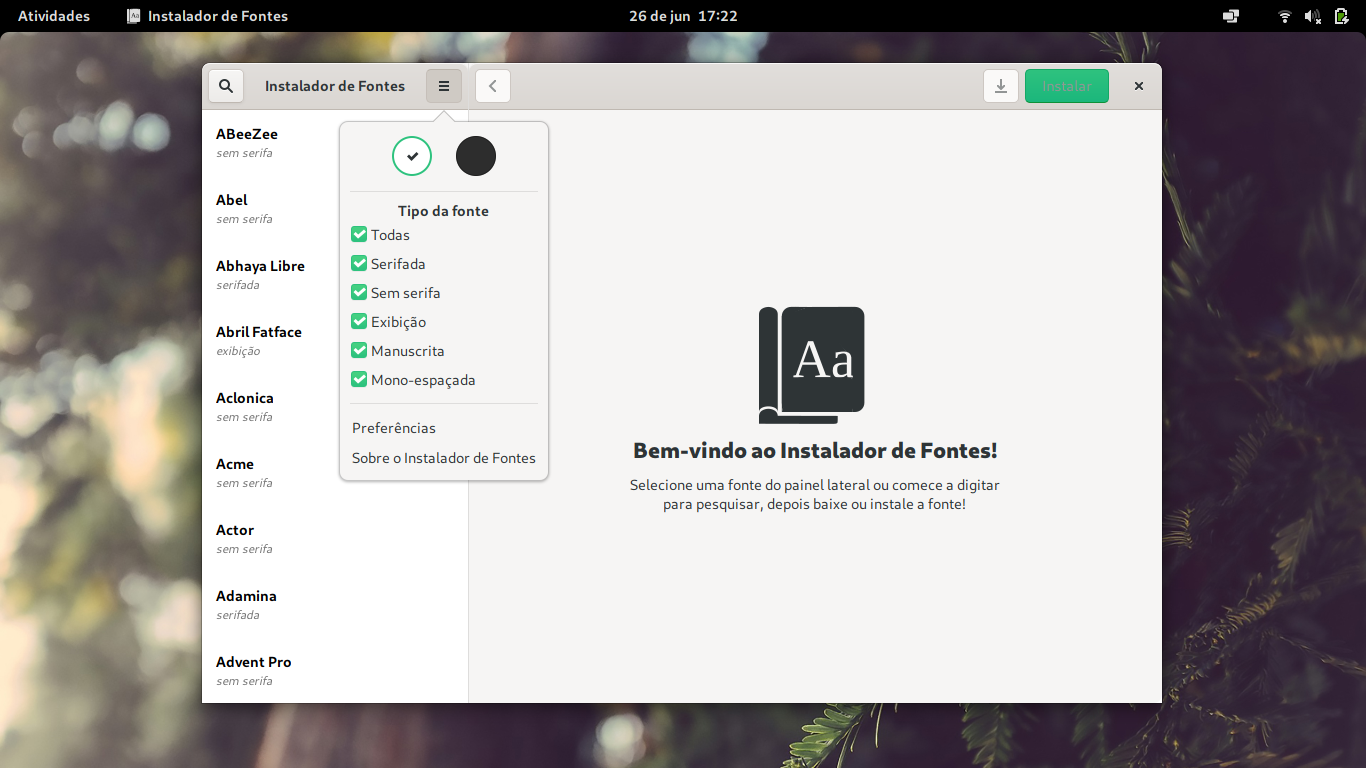 Atividades
Instalador de Fontes
26 de jun 17:22
Instalador de Fontes
Instalar
ABeeZee
sem serifa
Abel
sem serifa
Abhaya Libre
serifada
Abril Fatface
exibição
Aclonica
sem serifa
Acme
sem serifa
Actor
sem serifa
Adamina
serifada
Advent Pro
sem serifa
Tipo da fonte
Todas
Serifada
Sem serifa
Exibição
Manuscrita
Mono-espaçada
Preferências
Sobre o Instalador de Fontes
Aa
Bem-vindo ao Instalador de Fontes!
Selecione uma fonte do painel lateral ou comece a digitar
para pesquisar, depois baixe ou instale a fonte!